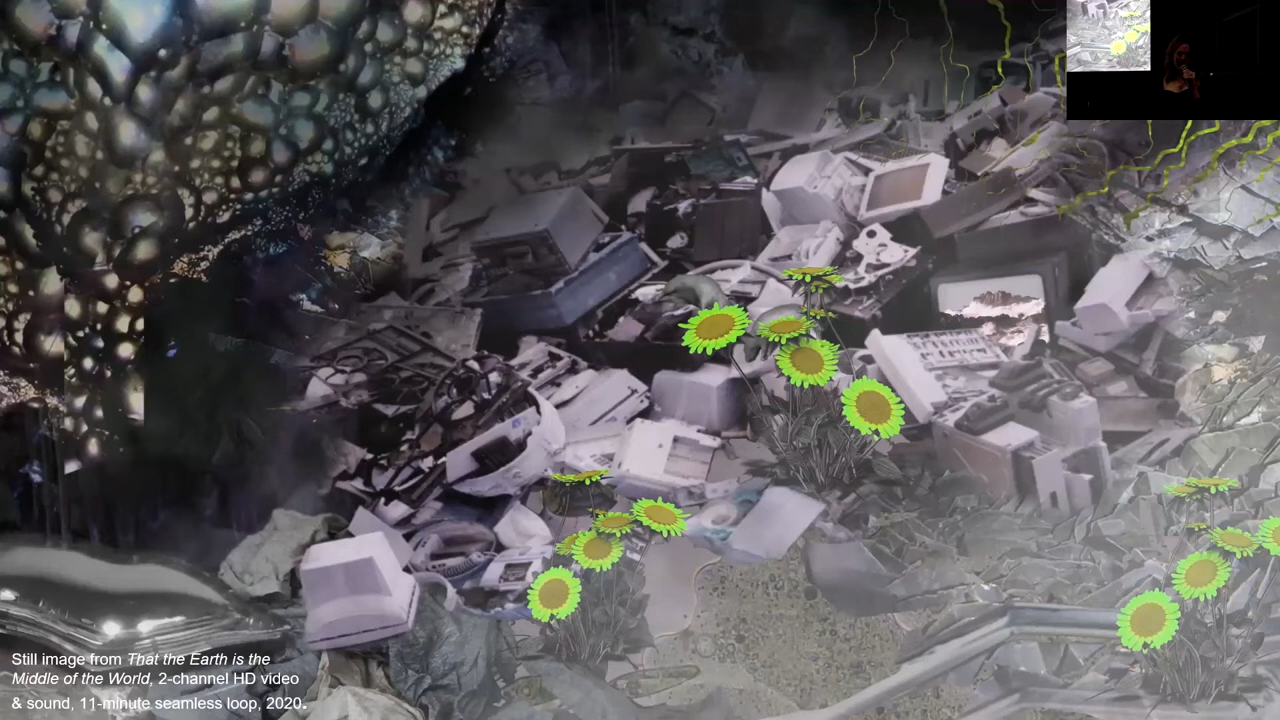 Still image from That the Earth is the
Middle of the World, 2-channel HD video
& sound, 11-minute seamless loop, 2020.